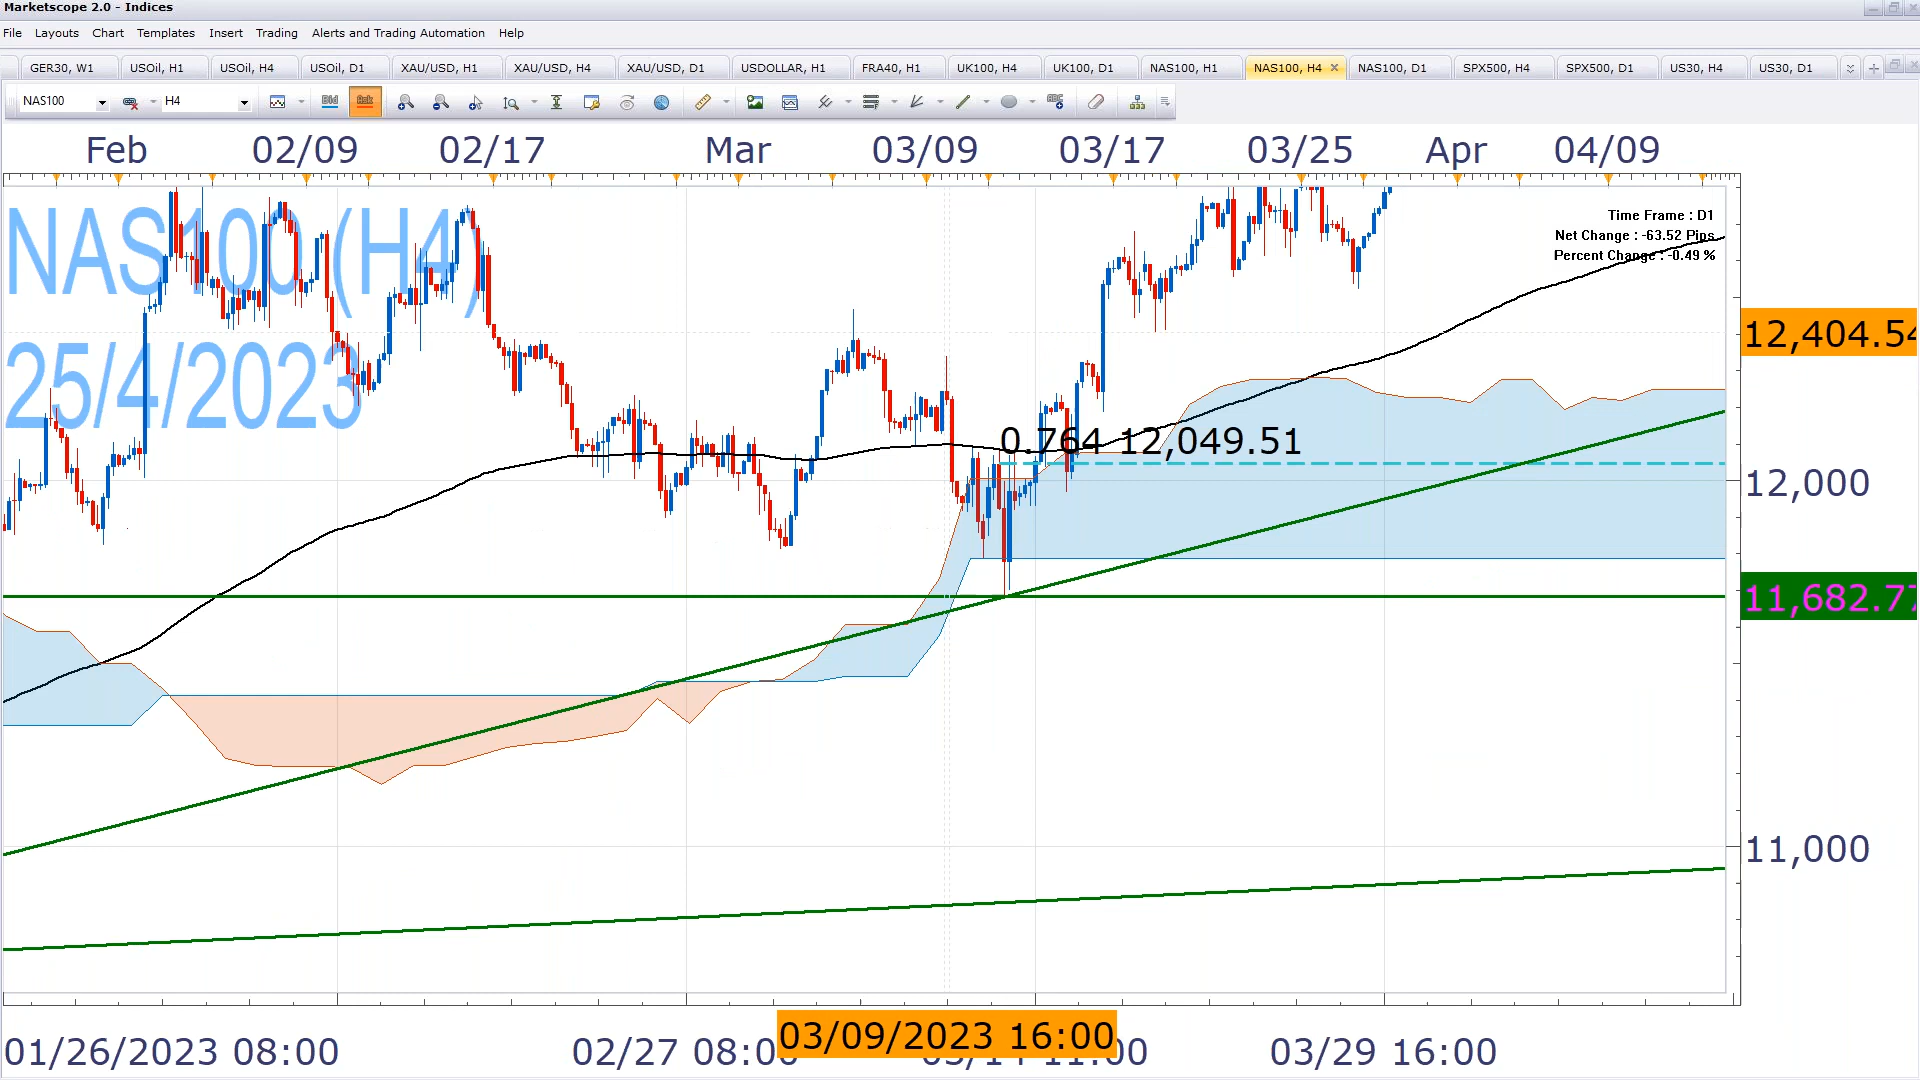 Marketscope 2.0 - Indices
File Layouts Chart Templates Insert Trading Alerts and Trading Automation Help
GER30, W1 USOil, H1 USOil, H4 USOil, D1 XAU/USD, H1 XAU/USD, H4 XAU/USD, D1 USDOLLAR, H1 FRA40, H1 UK100, H4 UK100, D1 NAS100, H1 NAS100, H4 NAS100, D1 SPX500, H4 SPX500, D1 US30, H4 US30, D1
NAS100 H4 Bid Ask ABC
Feb 02/09 02/17 Mar 03/09 03/17 03/25 Apr 04/09
NAS100 (H4)
25/4/2023
Time Frame : D1
Net Change : -63.52 Pips
Percent Change : -0.49 %
12,404.54
0.764 12,049.51
12,000
11,682.77
11,000
01/26/2023 08:00 02/27 08:00 03/09/2023 16:00 03/29 16:00